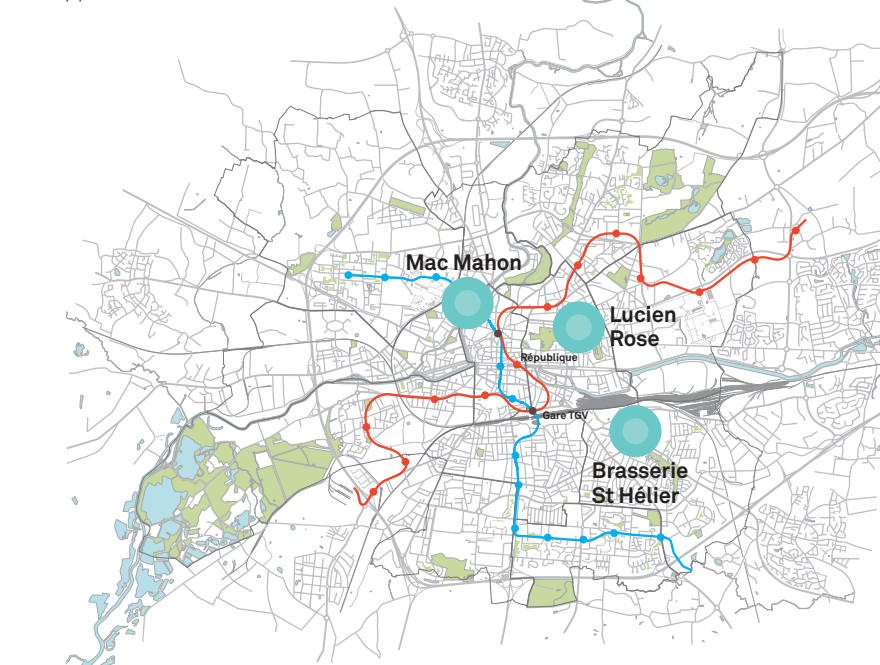 Mac Mahon
Lucien
Rose
République
Gare TGV
Brasserie
St Hélier